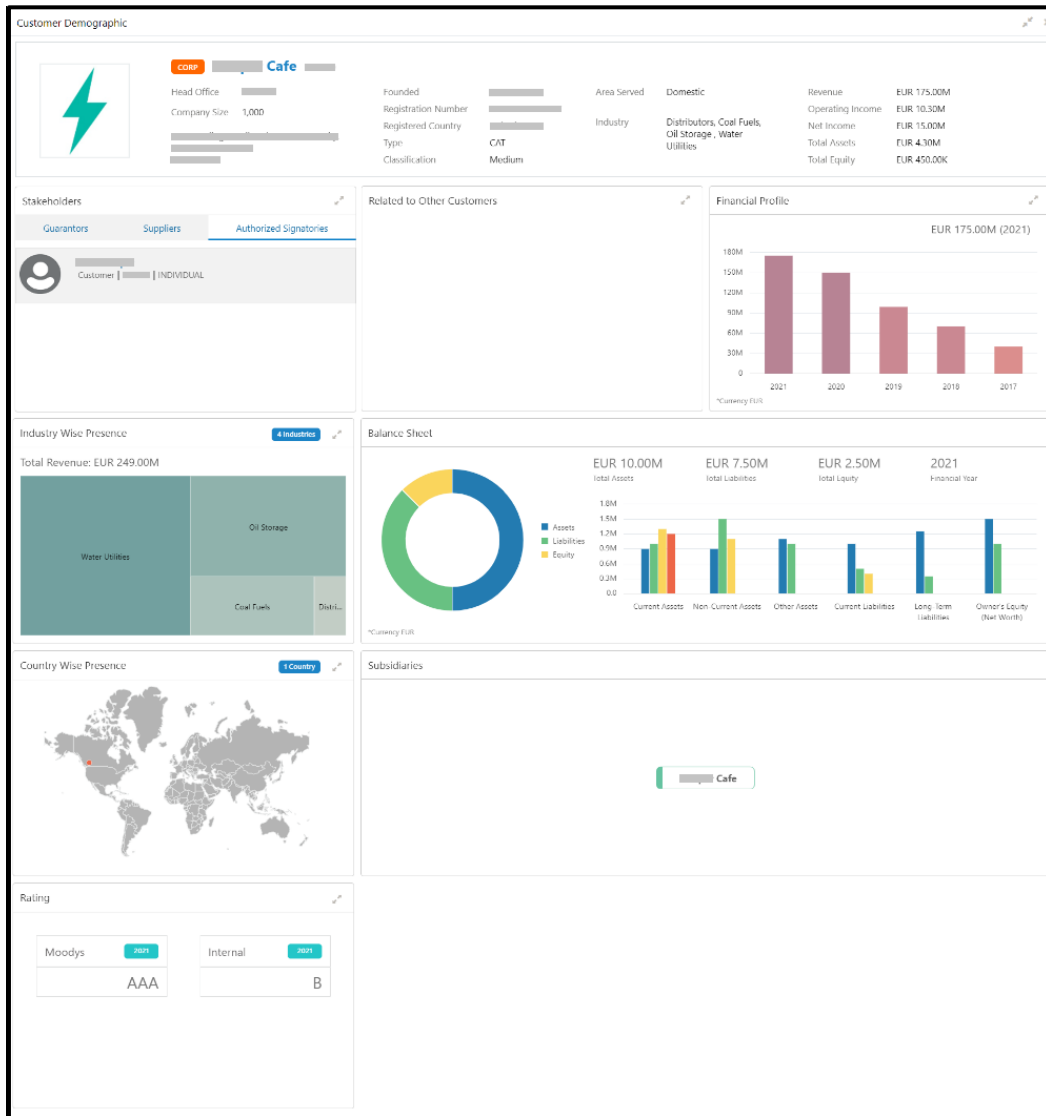 Customer Demographic
CORP Cafe
Head Office
Company Size 1,000
Founded
Registration Number
Registered Country
Type CAT
Classification Medium
Area Served Domestic
Industry Distributors, Coal Fuels,
Oil Storage , Water
Utilities
Revenue EUR 175.00M
Operating Income EUR 10.30M
Net Income EUR 15.00M
Total Assets EUR 4.30M
Total Equity EUR 450.00K
Stakeholders
Guarantors Suppliers Authorized Signatories
Customer | | INDIVIDUAL
Related to Other Customers
Financial Profile
EUR 175.00M (2021)
180M
150M
120M
90M
60M
30M
0
2021 2020 2019 2018 2017
*Currency EUR
Industry Wise Presence 4 Industries
Total Revenue: EUR 249.00M
Water Utilities
Oil Storage
Coal Fuels
Distri...
Balance Sheet
Assets
Liabilities
Equity
*Currency EUR
EUR 10.00M EUR 7.50M EUR 2.50M 2021
Total Assets Total Liabilities Total Equity Financial Year
1.8M
1.5M
1.2M
0.9M
0.6M
0.3M
0.0
Current Assets Non-Current Assets Other Assets Current Liabilities Long-Term Owner's Equity
Liabilities (Net Worth)
Country Wise Presence 1 Country
Subsidiaries
Cafe
Rating
Moodys 2021
AAA
Internal 2021
B